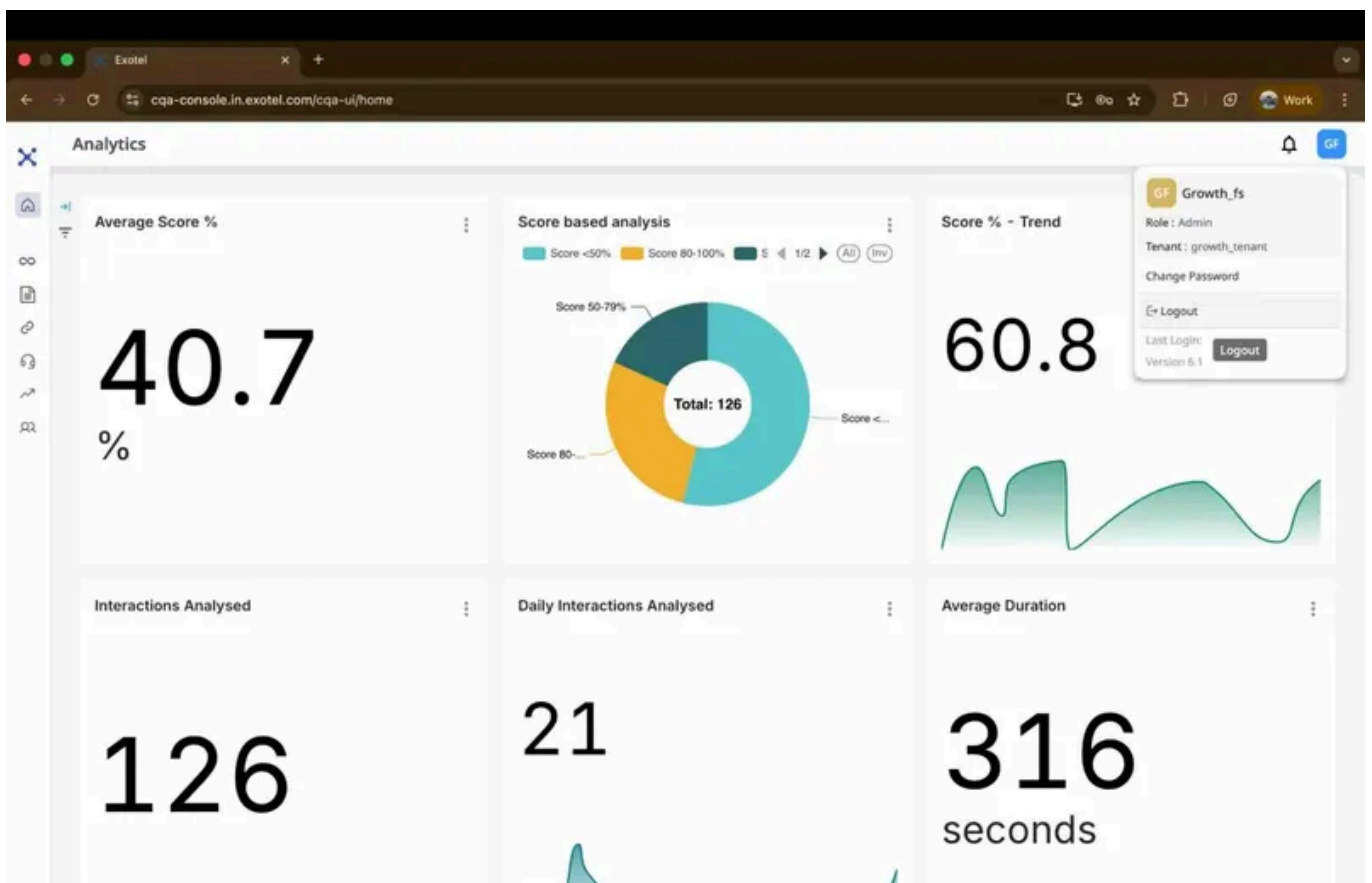 Exotel
cqa-console.in.exotel.com/cqa-ui/home
Work
Analytics
GF
GF Growth_fs
Role : Admin
Tenant : growth_tenant
Change Password
Logout
Last Login:
Version 6.1
Logout
Average Score %
40.7
%
Score based analysis
Score <50% Score 80-100% S 1/2 All Inv
Score 50-79%
Total: 126
Score <...
Score 80-...
Score % - Trend
60.8
Interactions Analysed
126
Daily Interactions Analysed
21
Average Duration
316
seconds